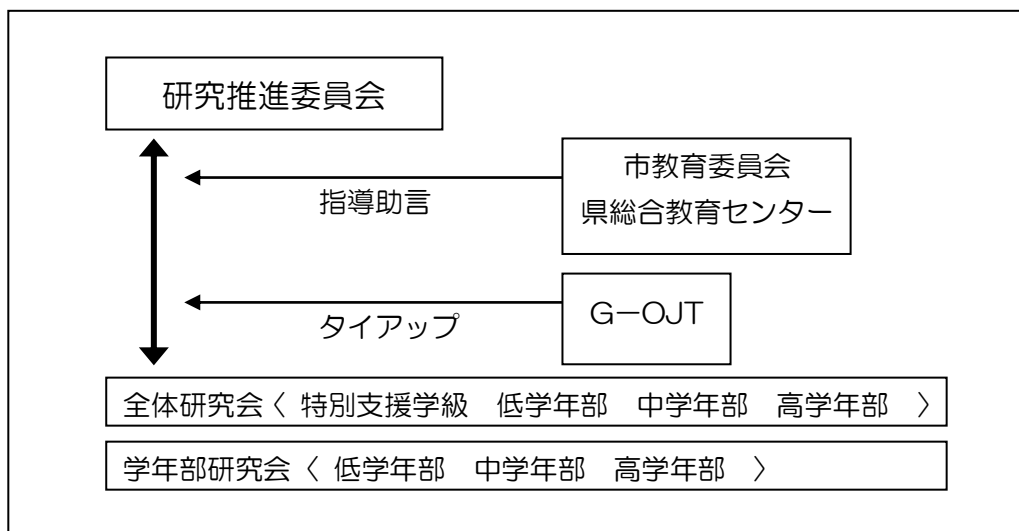 研究推進委員会
市教育委員会
県総合教育センター
指導助言
G－OJT
タイアップ
全体研究会〈 特別支援学級　低学年部　中学年部　高学年部　〉
学年部研究会〈 低学年部　中学年部　高学年部　〉